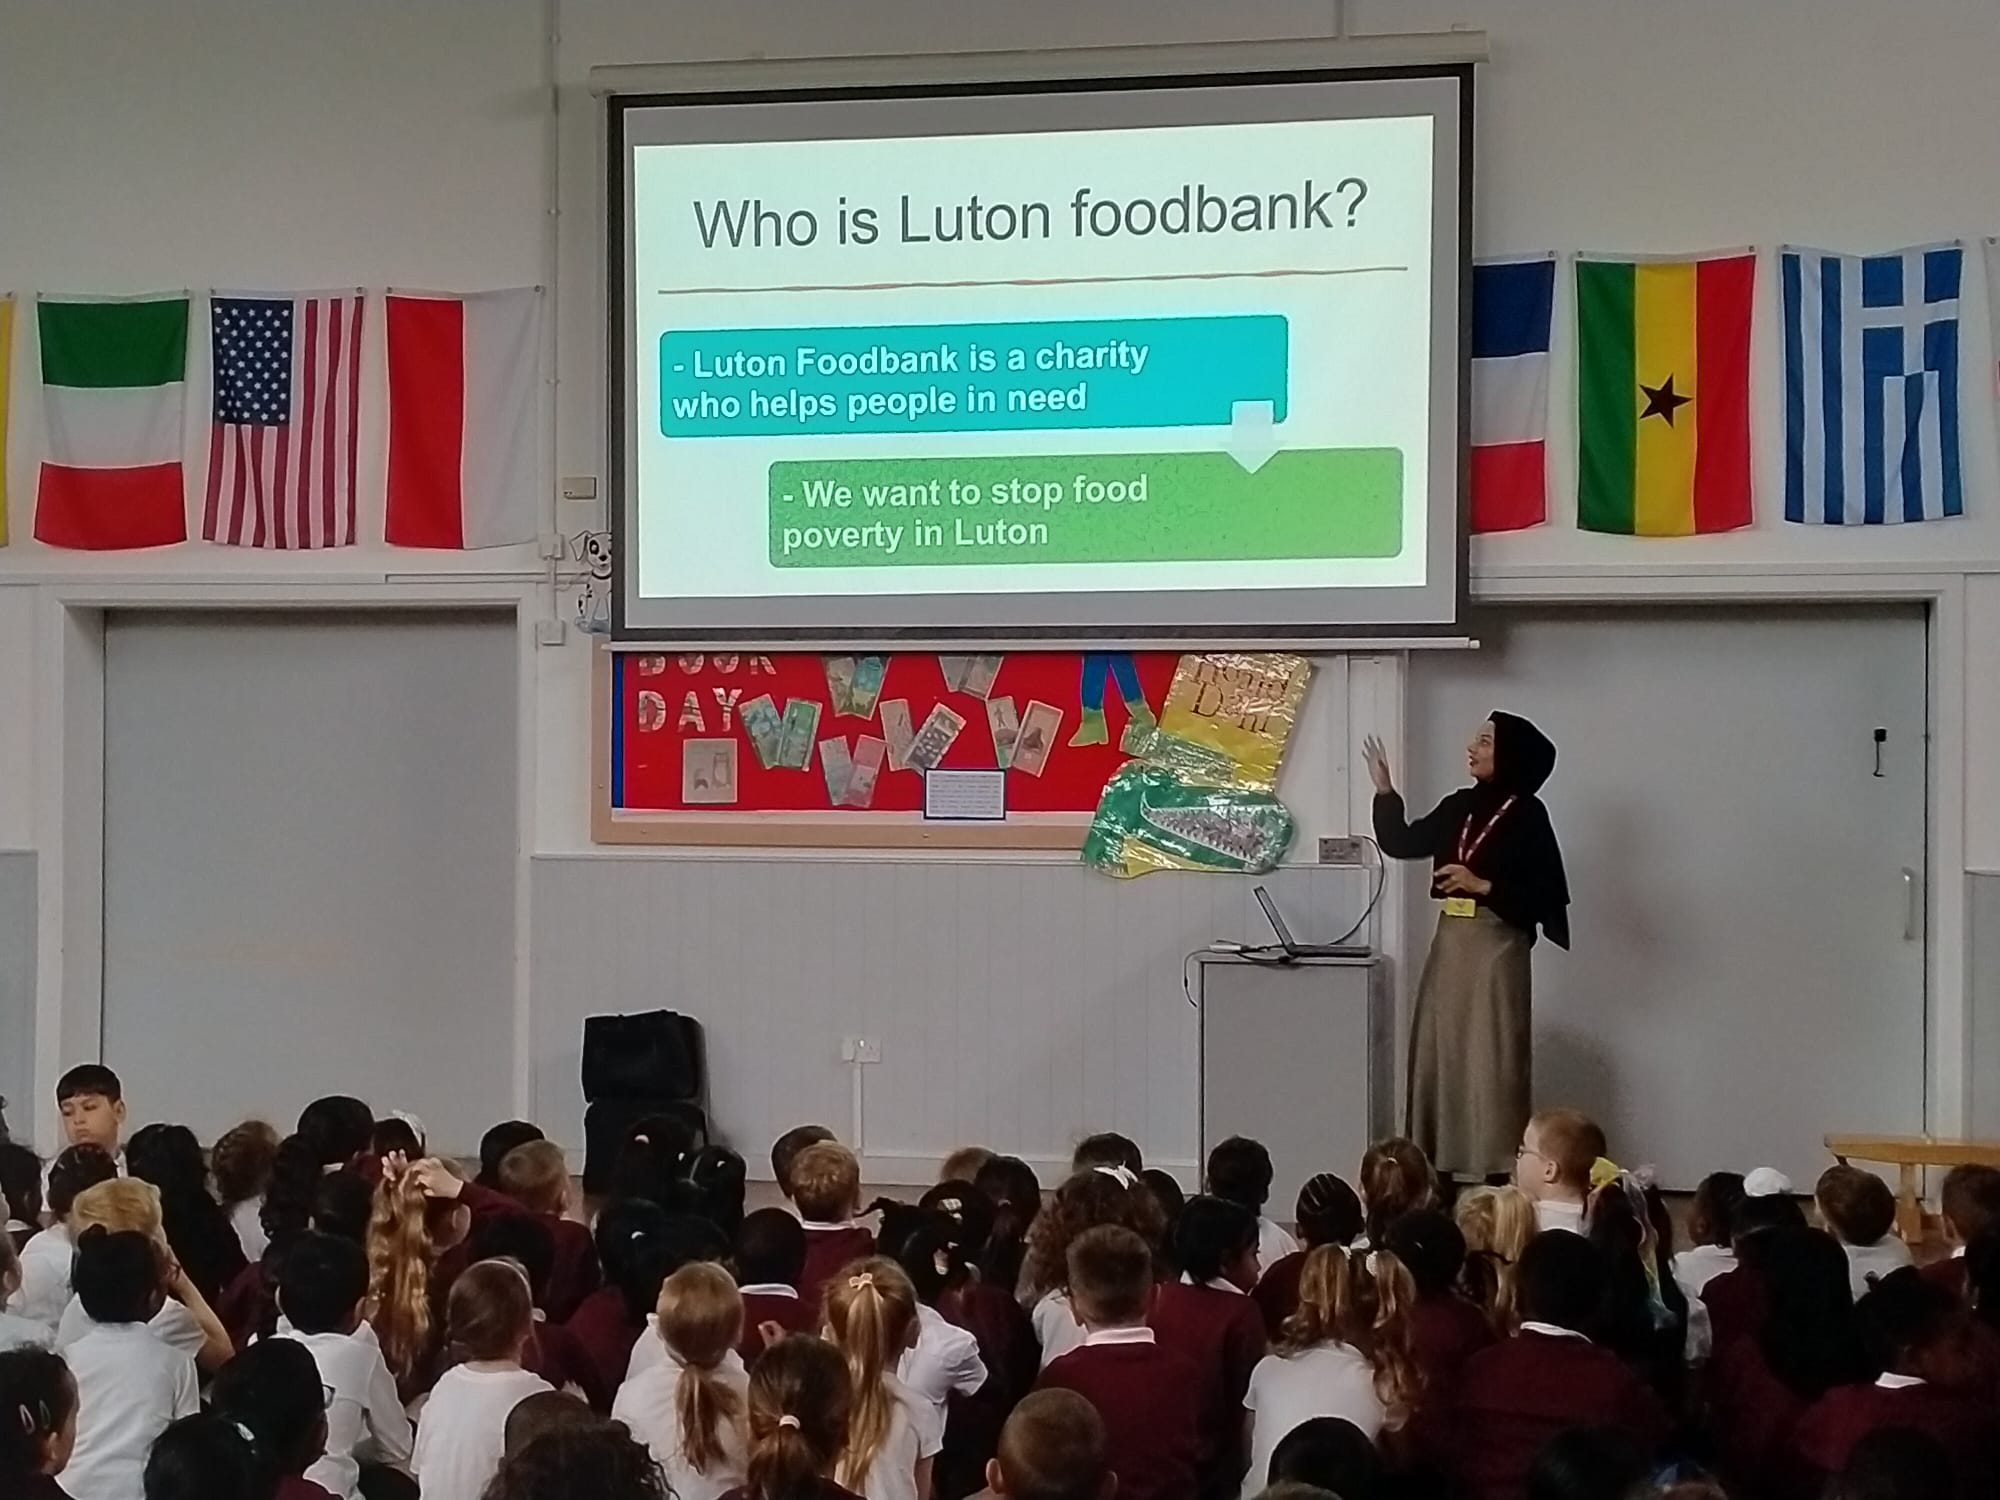 Who is Luton foodbank?
- Luton Foodbank is a charity
who helps people in need
- We want to stop food
poverty in Luton
DAY
Dahl